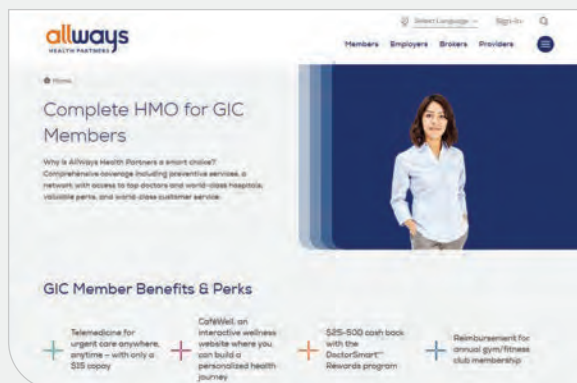 Select Language
Sign-in
allways
HEALTH PARTNERS
Members Employers Brokers Providers
Home
Complete HMO for GIC
Members
Why is AllWays Health Partners a smart choice?
Comprehensive coverage including preventive services, a
network with access to top doctors and world-class hospitals,
valuable perks, and world-class customer service.
GIC Member Benefits & Perks
Telemedicine for
urgent care anywhere,
anytime – with only a
$15 copay
CafeWell, an
interactive wellness
website where you
can build a
personalized health
journey
$25-500 cash back
with the
DoctorSmart℠
Rewards program
Reimbursement for
annual gym/fitness
club membership